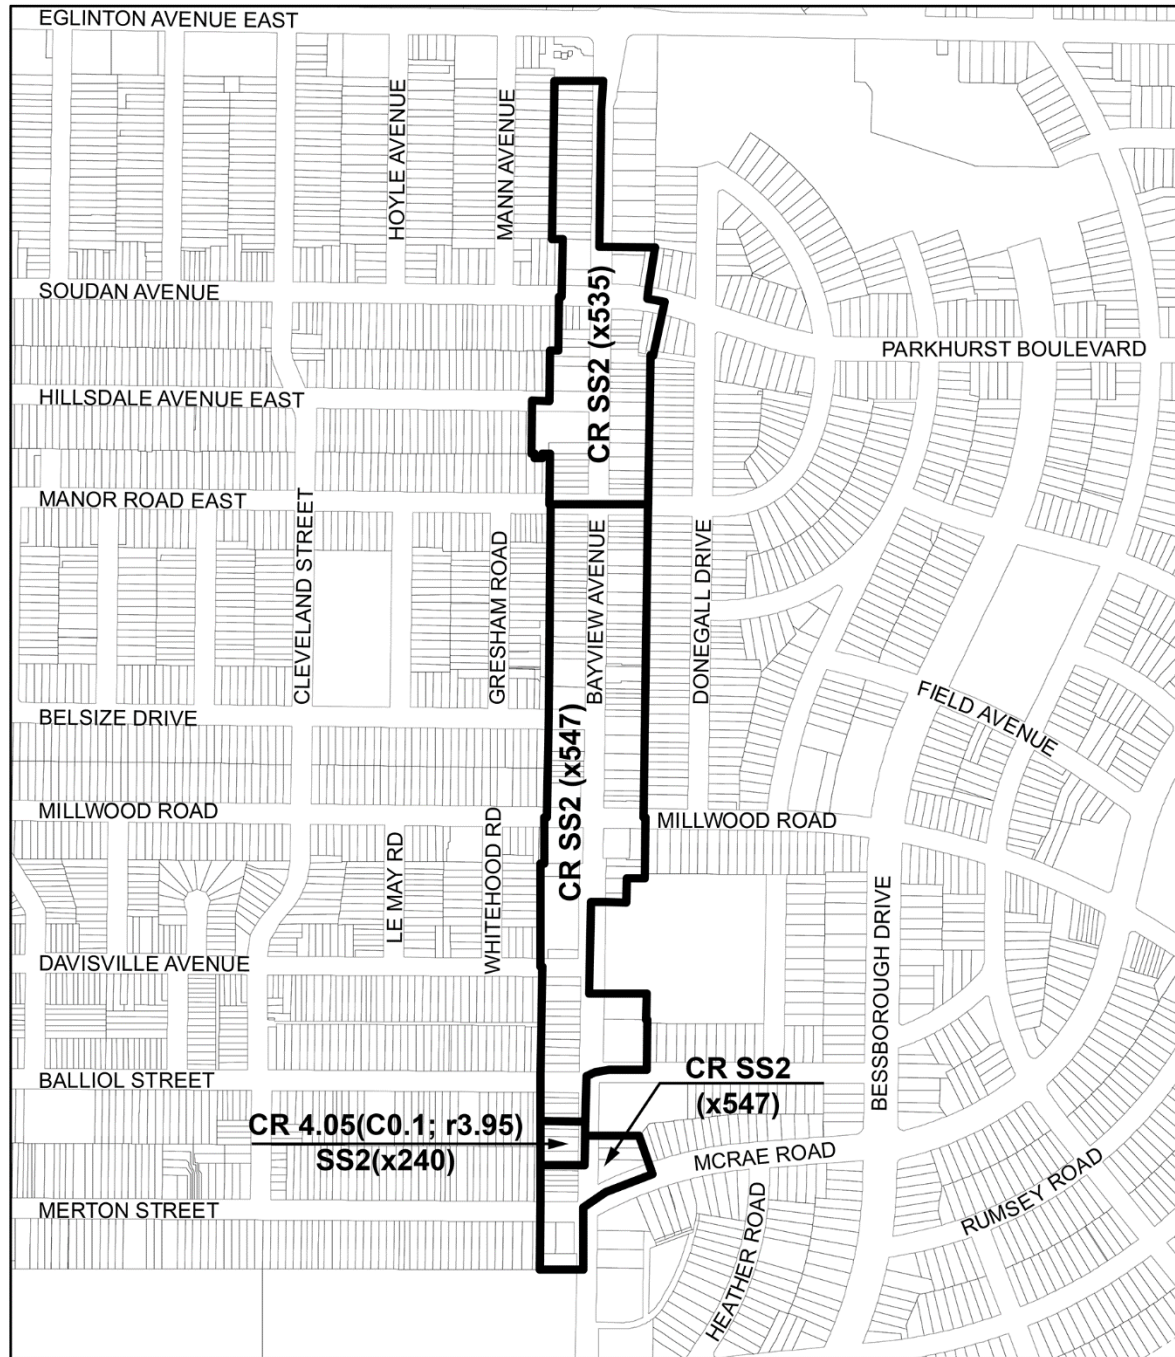 EGLINTON AVENUE EAST
HOYLE AVENUE
MANN AVENUE
SOUDAN AVENUE
CR SS2 (x535)
PARKHURST BOULEVARD
HILLSDALE AVENUE EAST
MANOR ROAD EAST
CLEVELAND STREET
GRESHAM ROAD
BAYVIEW AVENUE
DONEGALL DRIVE
FIELD AVENUE
BELSIZE DRIVE
CR SS2 (x547)
MILLWOOD ROAD
MILLWOOD ROAD
LE MAY RD
WHITEHOOD RD
BESSBOROUGH DRIVE
DAVISVILLE AVENUE
BALLIOL STREET
CR SS2
(x547)
CR 4.05(C0.1; r3.95)
SS2(x240)
MCRAE ROAD
RUMSEY ROAD
HEATHER ROAD
MERTON STREET